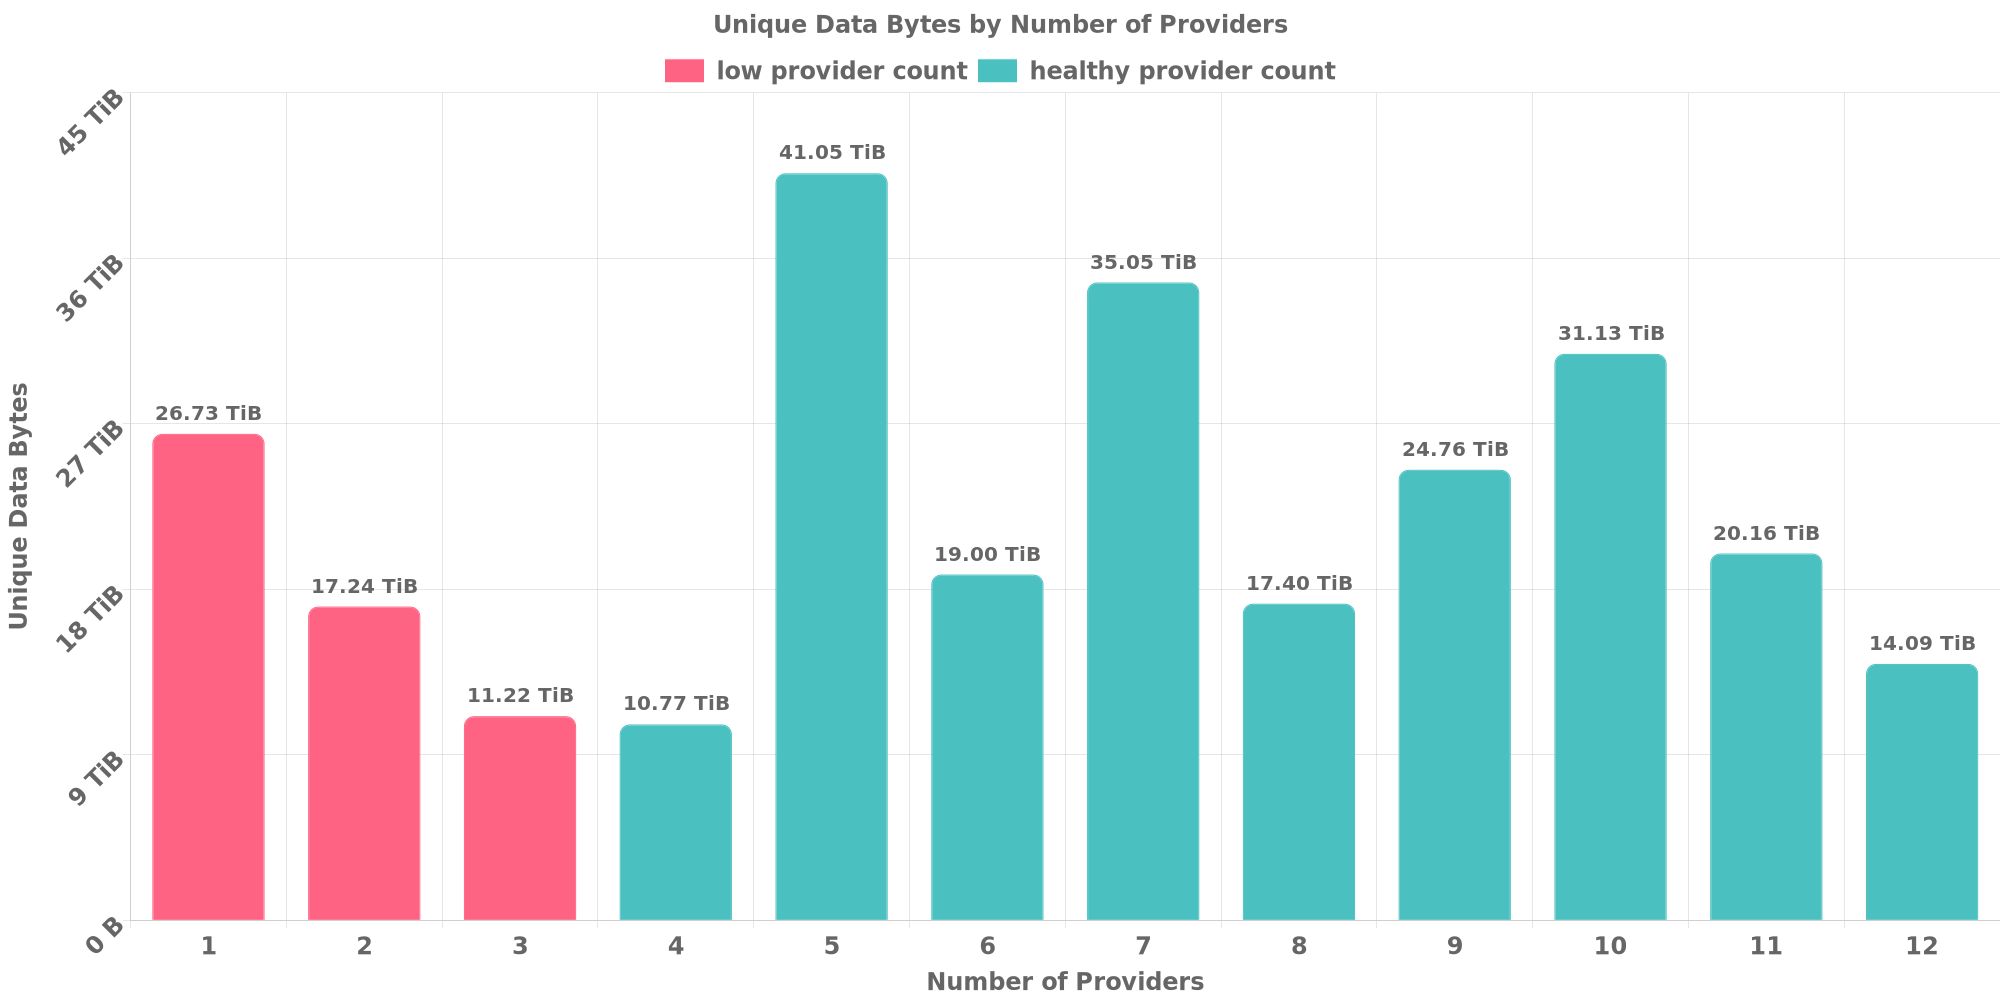 Unique Data Bytes by Number of Providers
low provider count healthy provider count
45 TiB
36 TiB
27 TiB
18 TiB
9 TiB
0 B
Unique Data Bytes
26.73 TiB
17.24 TiB
11.22 TiB
10.77 TiB
41.05 TiB
19.00 TiB
35.05 TiB
17.40 TiB
24.76 TiB
31.13 TiB
20.16 TiB
14.09 TiB
1 2 3 4 5 6 7 8 9 10 11 12
Number of Providers